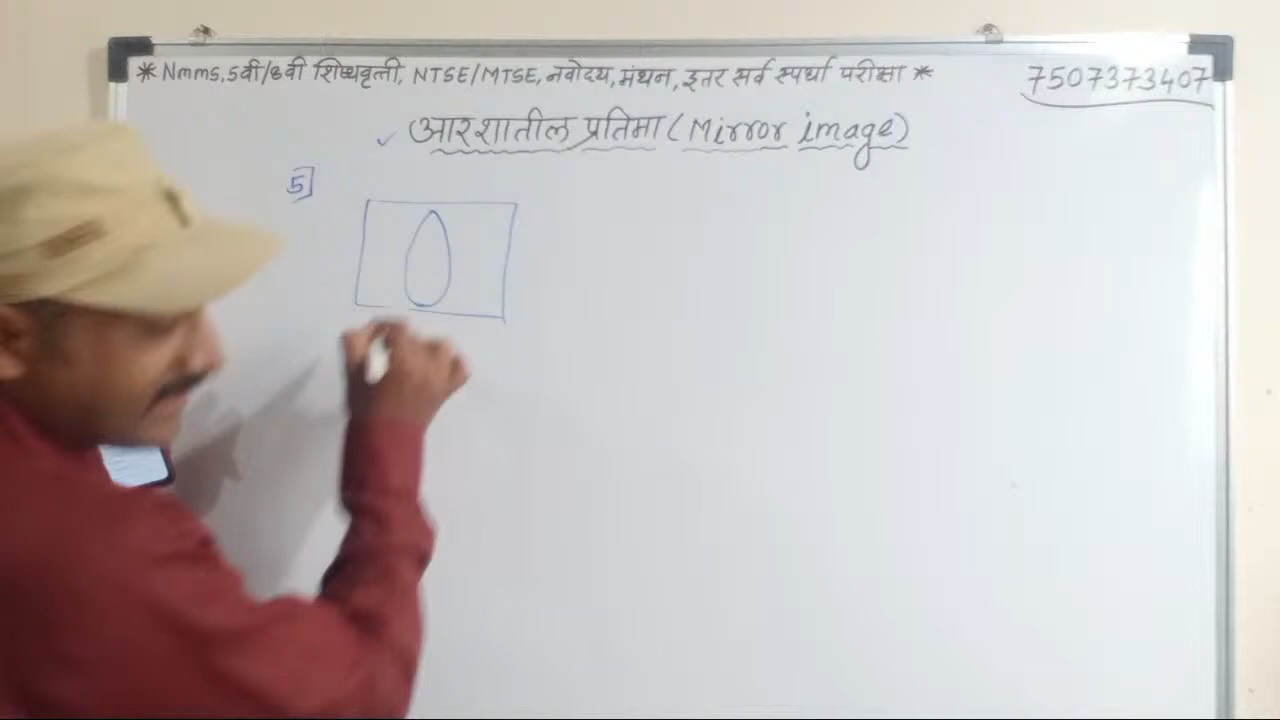 * Nmms, 5वी/8वी शिष्यवृत्ती, NTSE/MTSE, नवोदय, मंथन, इतर सर्व स्पर्धा परीक्षा *
7507373407
✓ आरशातील प्रतिमा (Mirror image)
5]